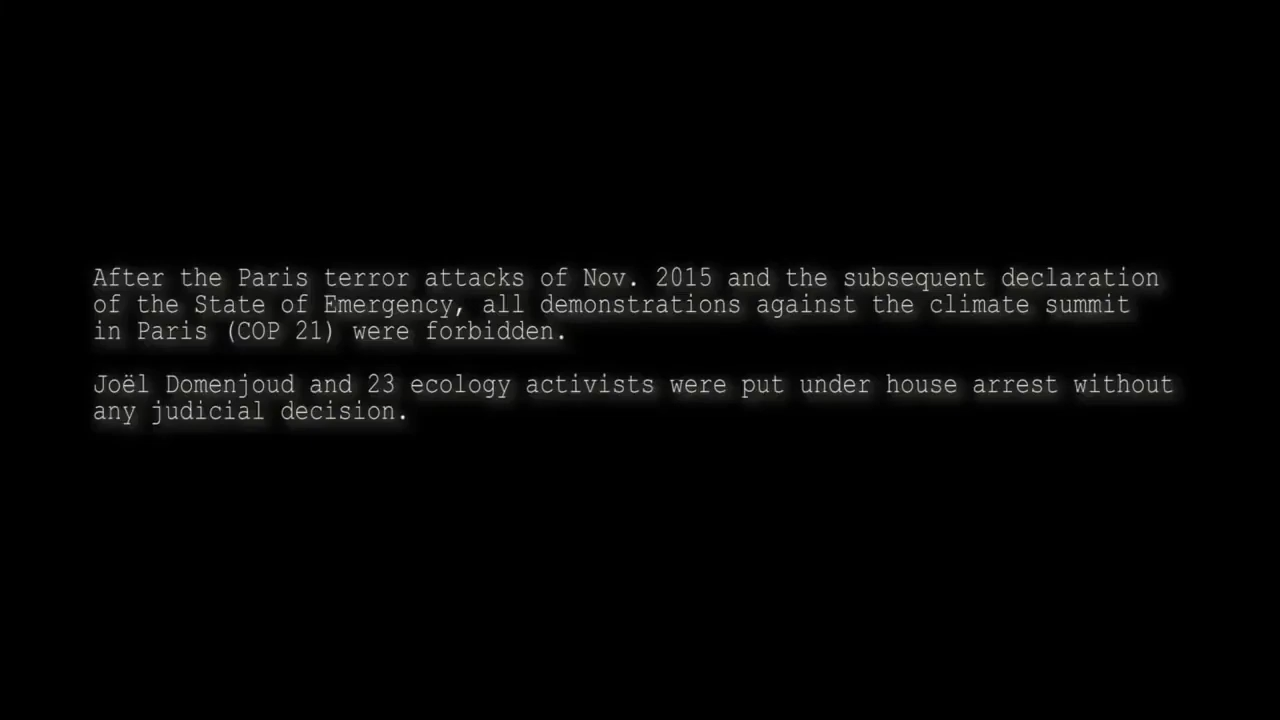 After the Paris terror attacks of Nov. 2015 and the subsequent declaration
of the State of Emergency, all demonstrations against the climate summit
in Paris (COP 21) were forbidden.
Joël Domenjoud and 23 ecology activists were put under house arrest without
any judicial decision.